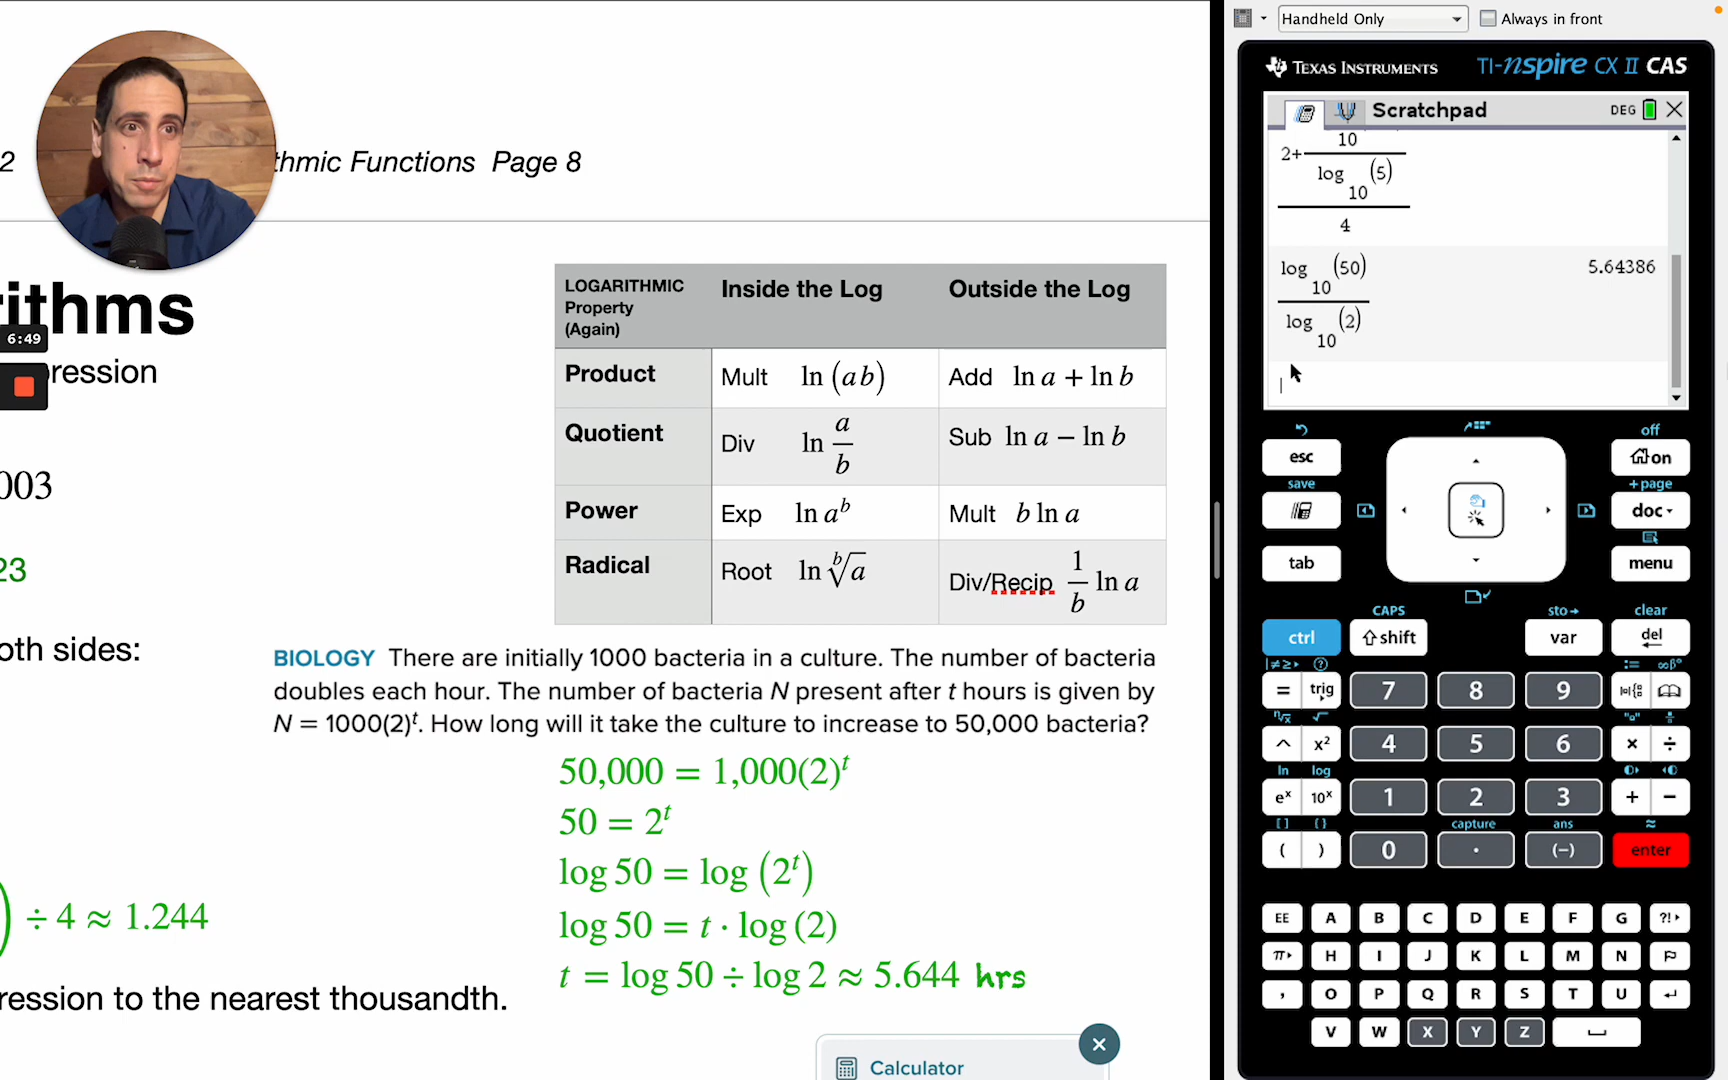 2
thmic Functions Page 8
rithms
6:49
ression
003
23
oth sides:
) ÷ 4 ≈ 1.244
ression to the nearest thousandth.
LOGARITHMIC Property (Again) Inside the Log Outside the Log
Product Mult ln (ab) Add ln a + ln b
Quotient Div ln a/b Sub ln a − ln b
Power Exp ln a^b Mult b ln a
Radical Root ln ᵇ√a Div/Recip 1/b ln a
BIOLOGY There are initially 1000 bacteria in a culture. The number of bacteria
doubles each hour. The number of bacteria N present after t hours is given by
N = 1000(2)^t. How long will it take the culture to increase to 50,000 bacteria?
50,000 = 1,000(2)^t
50 = 2^t
log 50 = log (2^t)
log 50 = t · log (2)
t = log 50 ÷ log 2 ≈ 5.644 hrs
Calculator
Handheld Only
Always in front
TEXAS INSTRUMENTS TI-nspire CX II CAS
Scratchpad DEG
10
2+
log (5)
10
4
log (50) 5.64386
10
log (2)
10
off
esc on
save +page
doc
tab menu
CAPS sto→ clear
ctrl shift var del
|≠≥▸ ? := ∞β°
= trig 7 8 9 |▫|{
ⁿ√x √ "▫"
^ x² 4 5 6 × ÷
ln log
eˣ 10ˣ 1 2 3 + −
[ ] { } capture ans ≈
( ) 0 . (−) enter
EE A B C D E F G ?!▸
π▸ H I J K L M N
, O P Q R S T U ↵
V W X Y Z